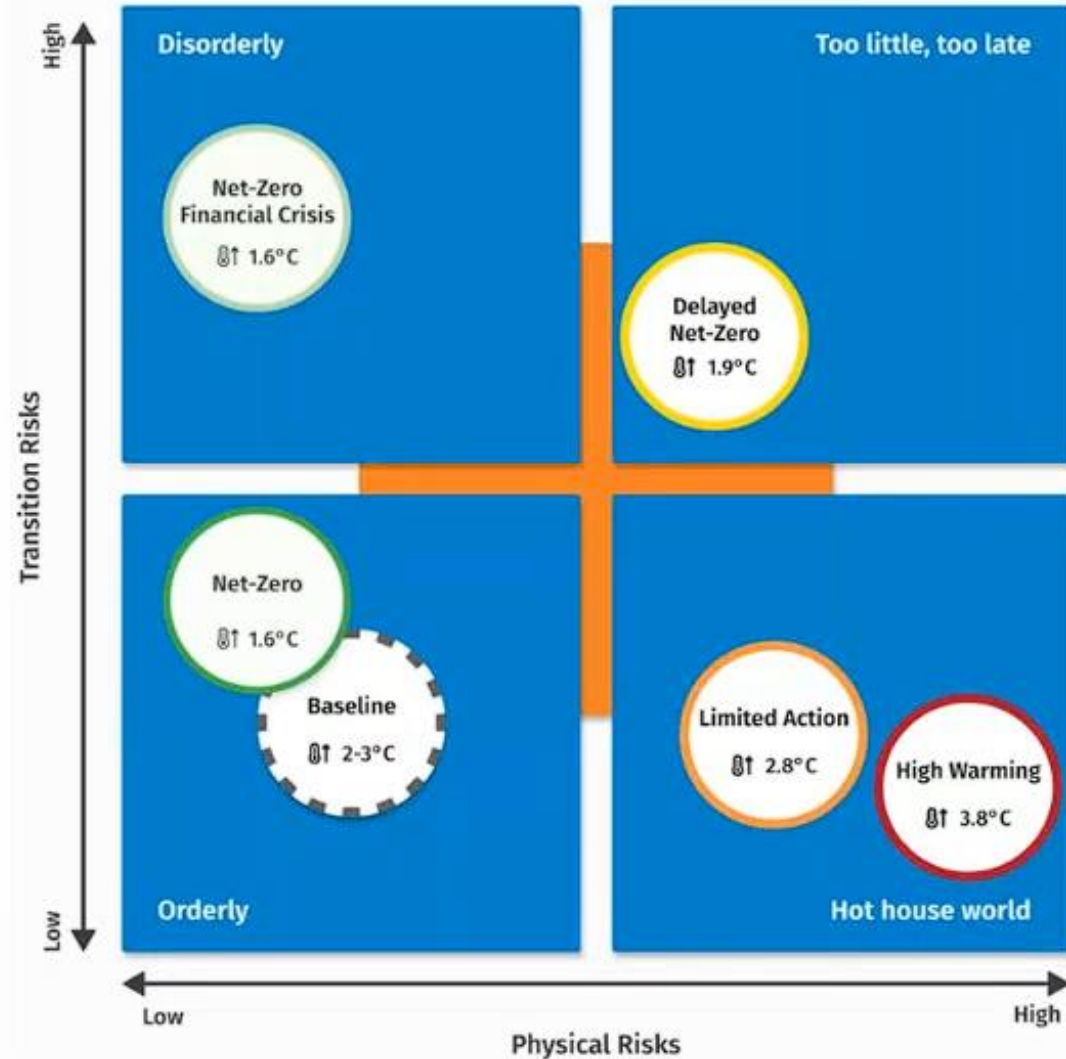 High
Disorderly
Too little, too late
Net-Zero
Financial Crisis
1.6°C
Delayed
Net-Zero
1.9°C
Transition Risks
Net-Zero
1.6°C
Baseline
2-3°C
Limited Action
2.8°C
High Warming
3.8°C
Low
Orderly
Hot house world
Low
High
Physical Risks